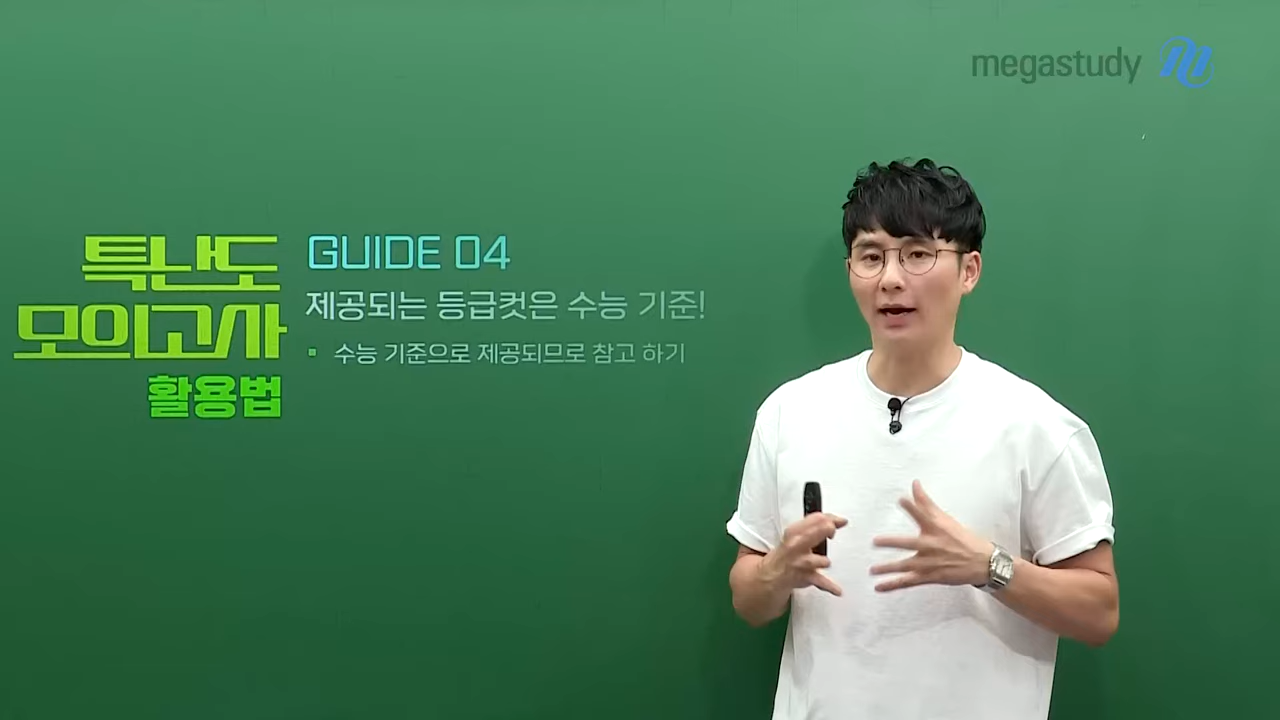 megastudy
특난도
모의고사
활용법
GUIDE 04
제공되는 등급컷은 수능 기준!
수능 기준으로 제공되므로 참고 하기